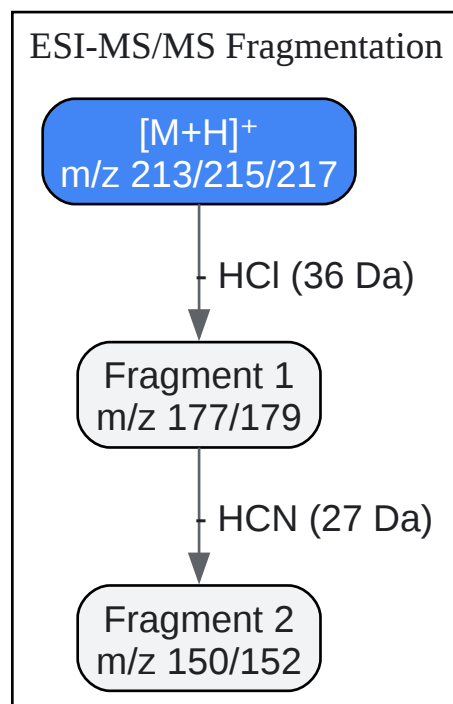 ESI-MS/MS Fragmentation
[M+H]⁺
m/z 213/215/217
- HCl (36 Da)
Fragment 1
m/z 177/179
- HCN (27 Da)
Fragment 2
m/z 150/152